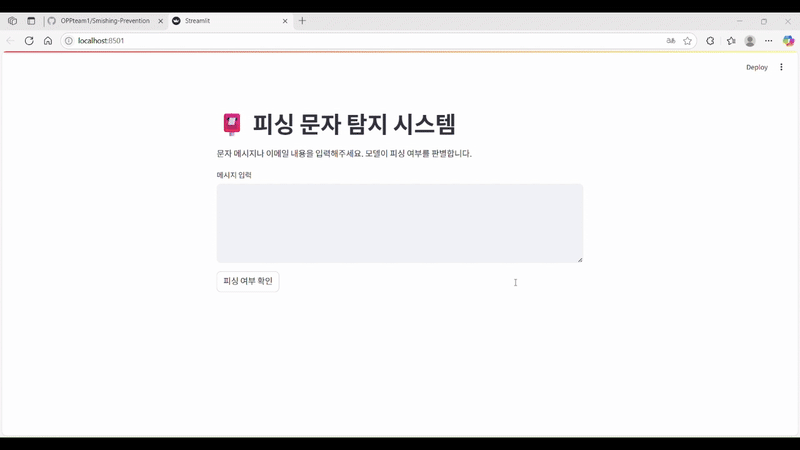 OPPteam1/Smishing-Prevention
Streamlit
localhost:8501
Deploy
피싱 문자 탐지 시스템
문자 메시지나 이메일 내용을 입력해주세요. 모델이 피싱 여부를 판별합니다.
메시지 입력
피싱 여부 확인